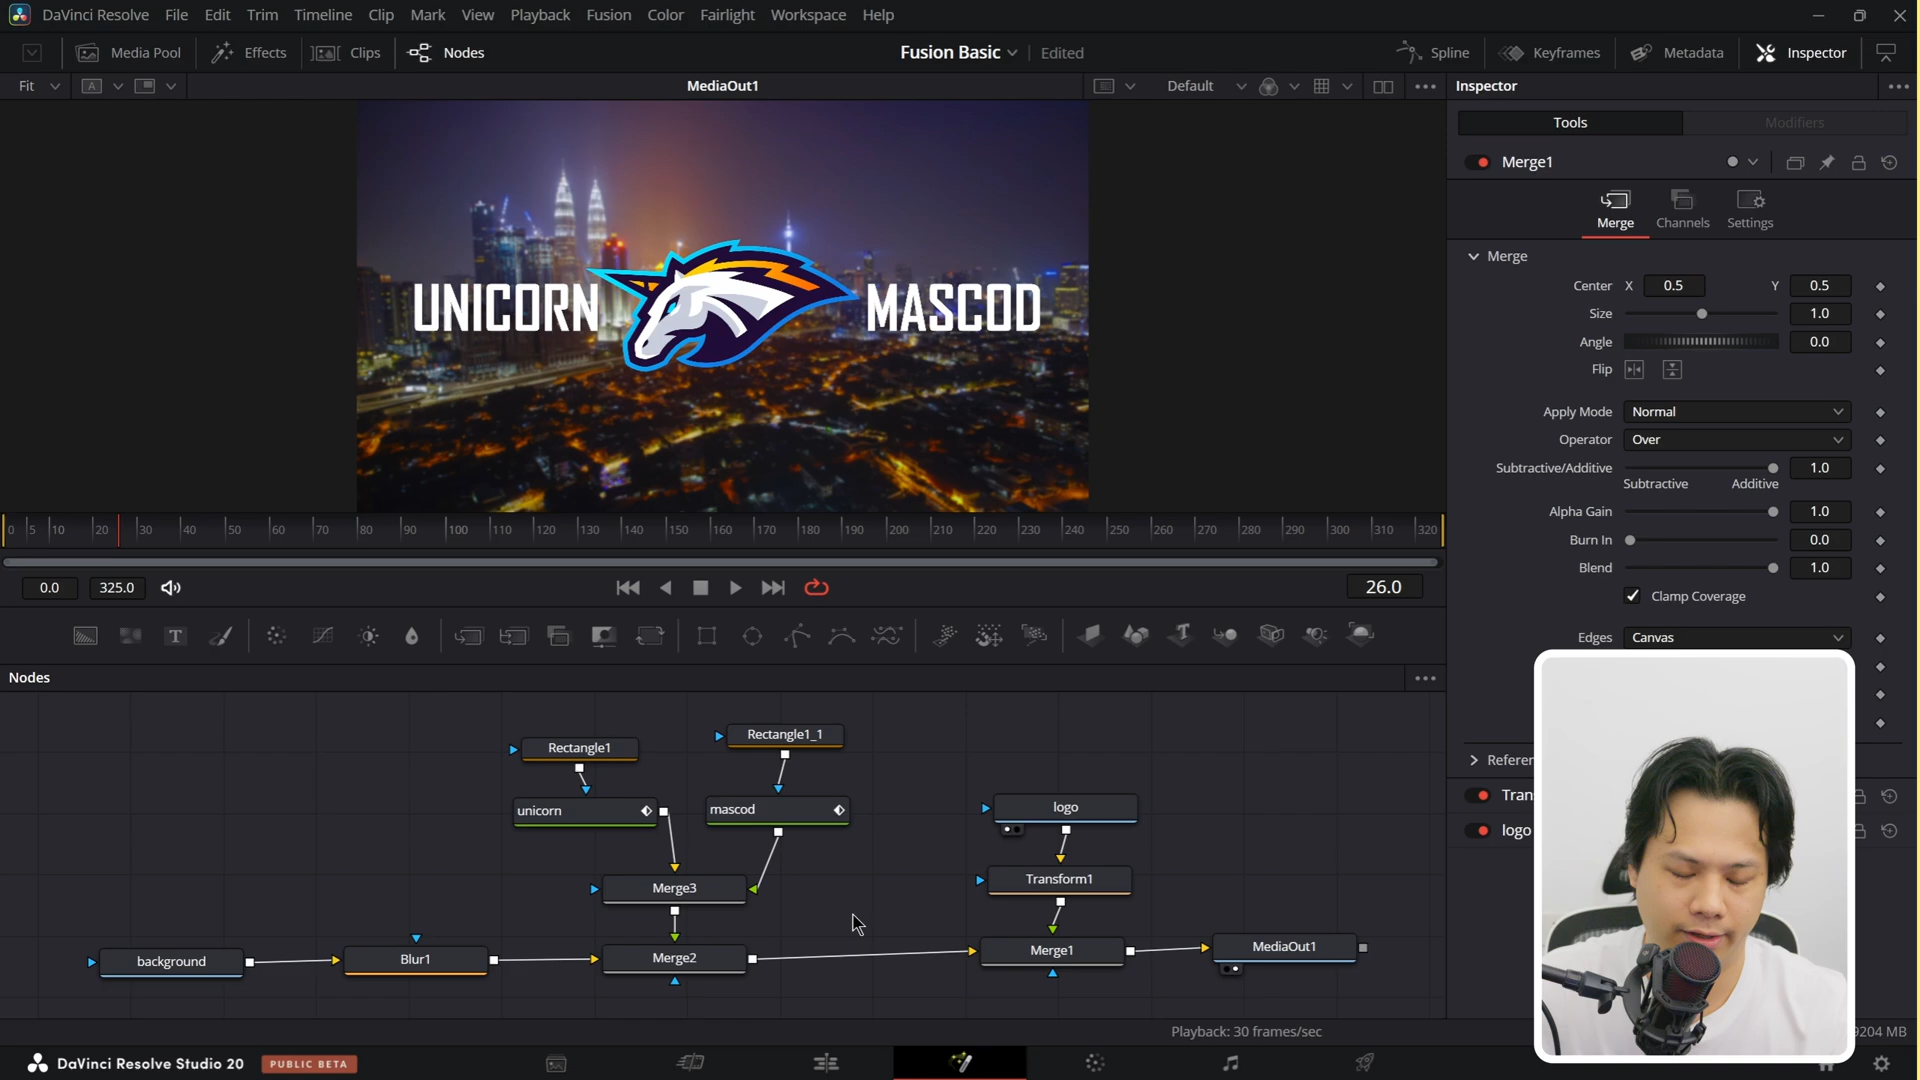 DaVinci Resolve File Edit Trim Timeline Clip Mark View Playback Fusion Color Fairlight Workspace Help
Media Pool Effects Clips Nodes Fusion Basic Edited Spline Keyframes Metadata Inspector
Fit A MediaOut1 Default Inspector
Tools Modifiers
Merge1
Merge Channels Settings
Merge
Center X 0.5 Y 0.5
Size 1.0
Angle 0.0
Flip
Apply Mode Normal
Operator Over
Subtractive/Additive 1.0
Subtractive Additive
Alpha Gain 1.0
Burn In 0.0
Blend 1.0
Clamp Coverage
Edges Canvas
Referen
Tran
logo
UNICORN MASCOD
0 5 10 20 30 40 50 60 70 80 90 100 110 120 130 140 150 160 170 180 190 200 210 220 230 240 250 260 270 280 290 300 310 320
0.0 325.0 26.0
Nodes
Rectangle1 Rectangle1_1
unicorn mascod logo
Merge3 Transform1
background Blur1 Merge2 Merge1 MediaOut1
Playback: 30 frames/sec 9204 MB
DaVinci Resolve Studio 20 PUBLIC BETA